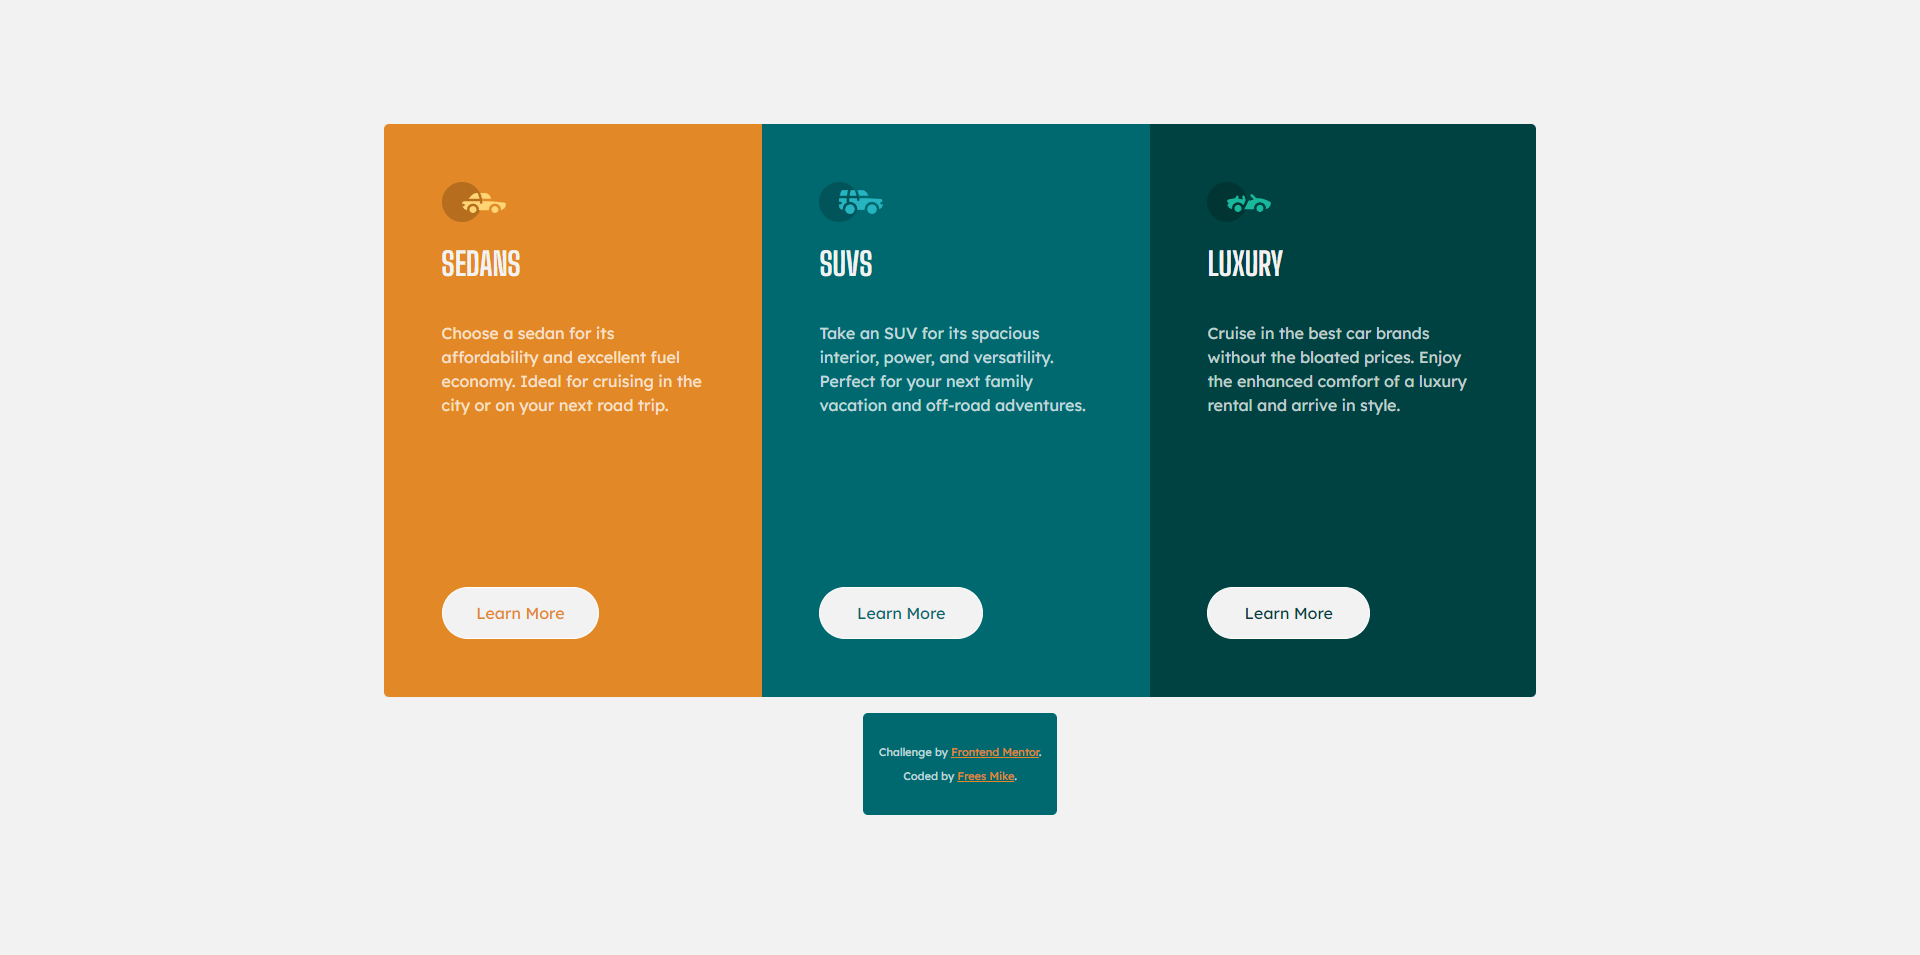 SEDANS
Choose a sedan for its
affordability and excellent fuel
economy. Ideal for cruising in the
city or on your next road trip.
Learn More
SUVS
Take an SUV for its spacious
interior, power, and versatility.
Perfect for your next family
vacation and off-road adventures.
Learn More
LUXURY
Cruise in the best car brands
without the bloated prices. Enjoy
the enhanced comfort of a luxury
rental and arrive in style.
Learn More
Challenge by Frontend Mentor.
Coded by Frees Mike.